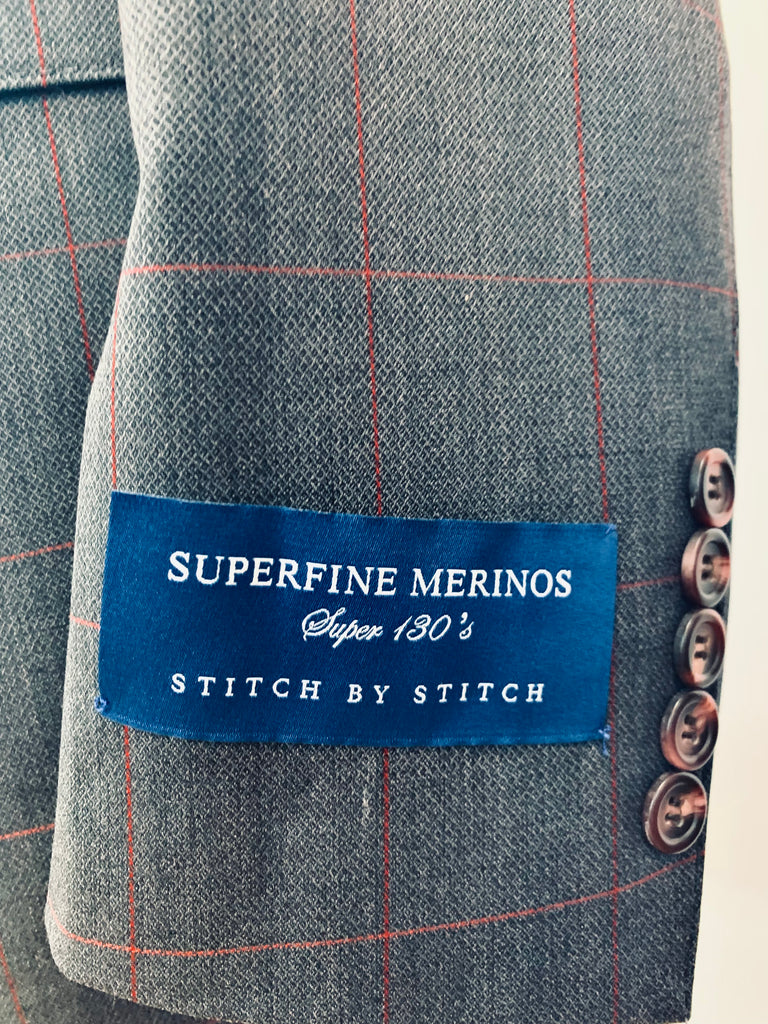 SUPERFINE MERINOS
Super 130's
STITCH BY STITCH